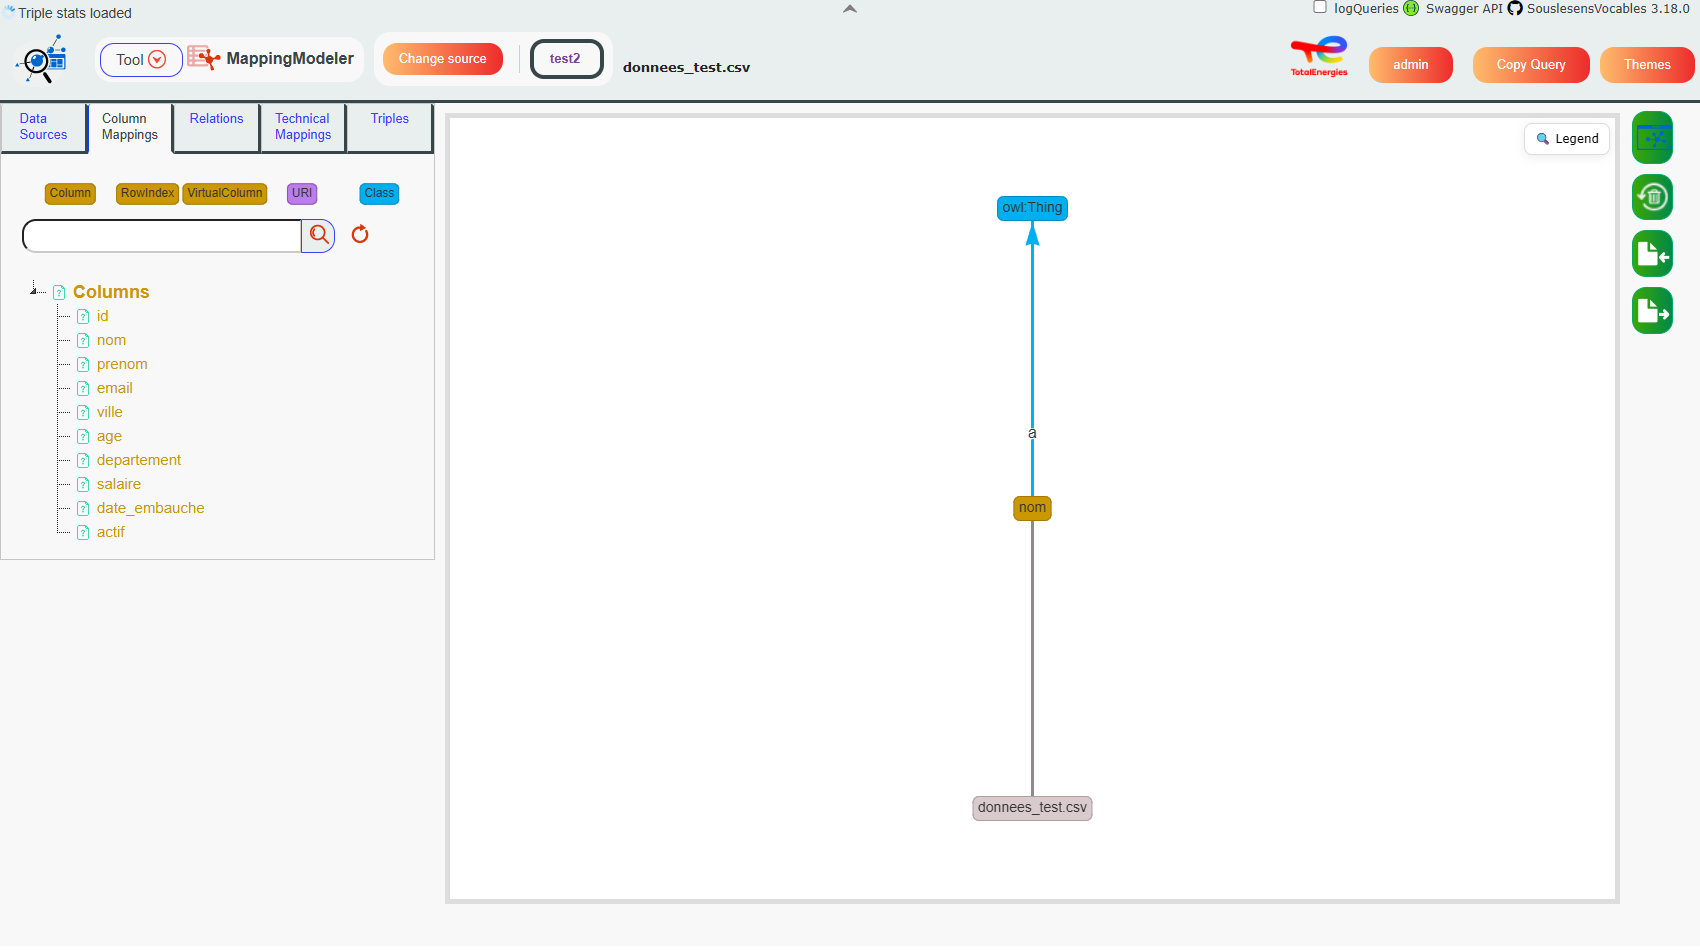 Triple stats loaded
logQueries Swagger API SouslesensVocables 3.18.0
Tool MappingModeler Change source test2 donnees_test.csv
TotalEnergies
admin Copy Query Themes
Data Sources
Column Mappings
Relations
Technical Mappings
Triples
Column RowIndex VirtualColumn URI Class
Columns
id
nom
prenom
email
ville
age
departement
salaire
date_embauche
actif
Legend
owl:Thing
a
nom
donnees_test.csv